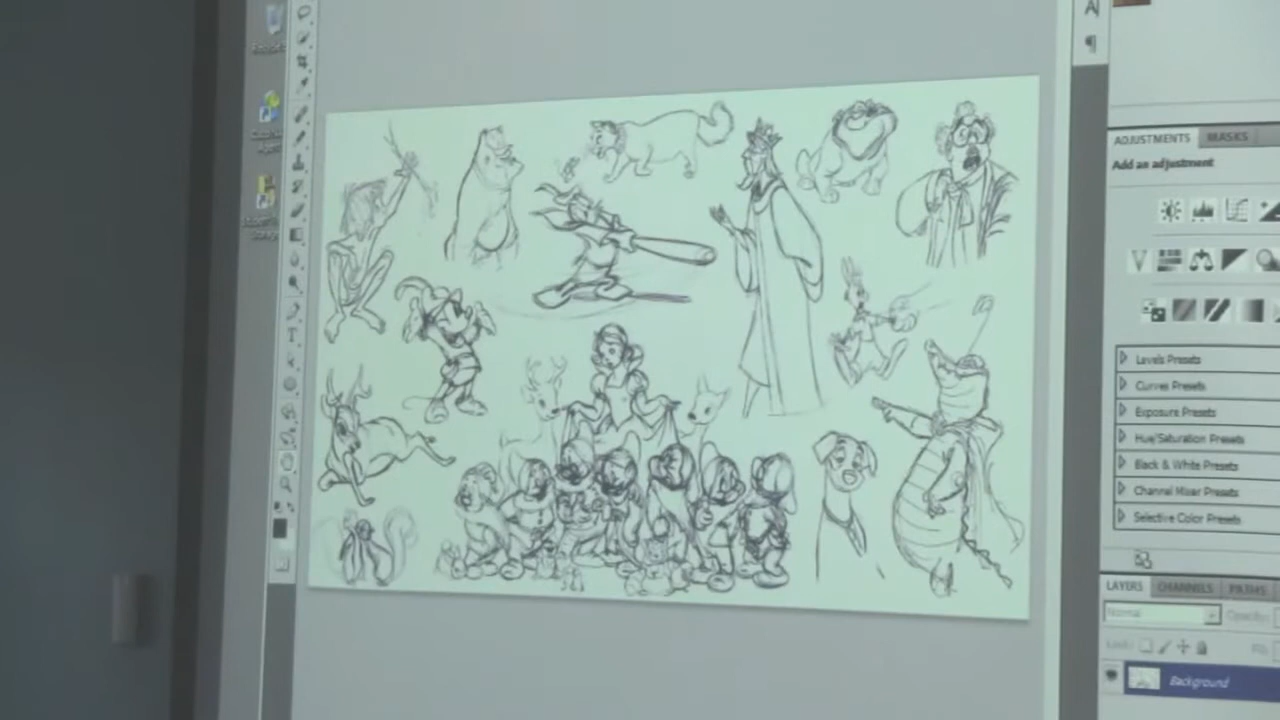 ADJUSTMENTS MASKS
Add an adjustment
Levels Presets
Curves Presets
Exposure Presets
Hue/Saturation Presets
Black & White Presets
Channel Mixer Presets
Selective Color Presets
LAYERS CHANNELS PATHS
Normal
Background